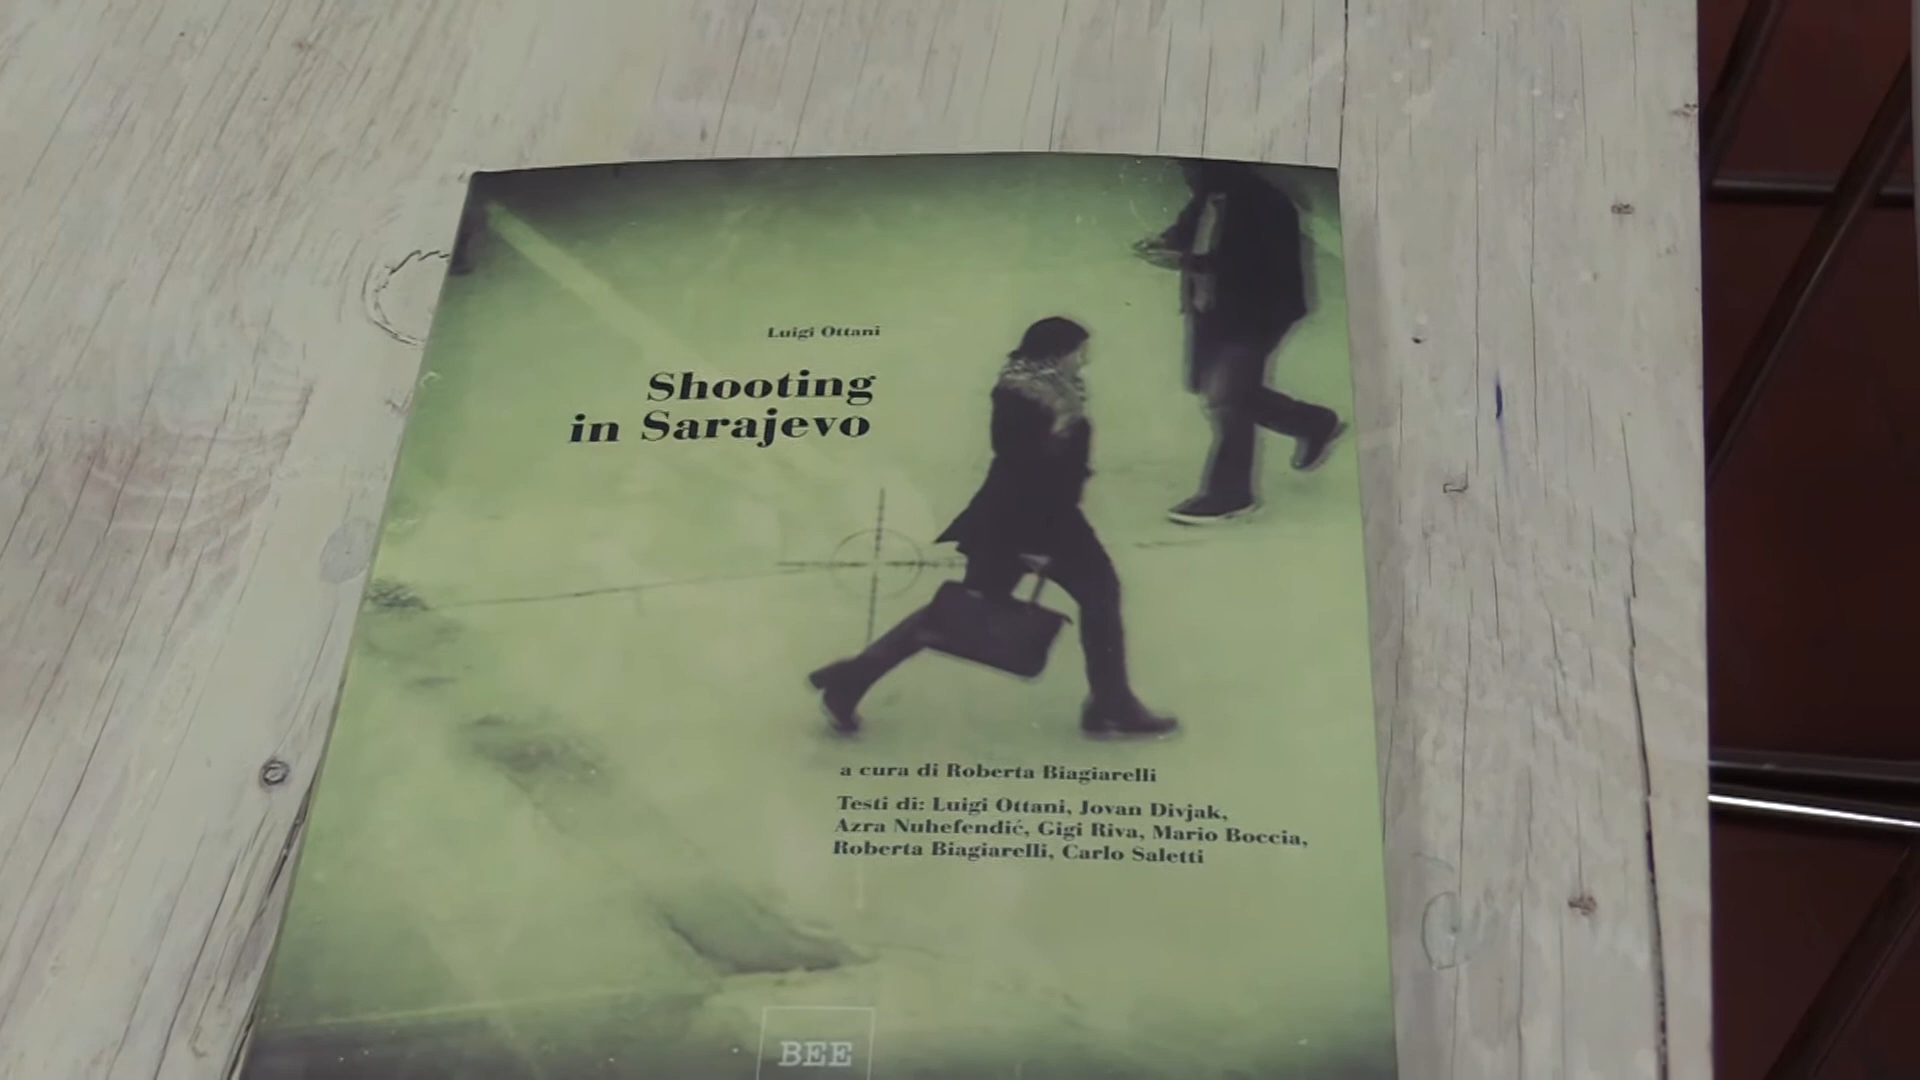 Luigi Ottani
Shooting
in Sarajevo
a cura di Roberta Biagiarelli
Testi di: Luigi Ottani, Jovan Divjak,
Azra Nuhefendić, Gigi Riva, Mario Boccia,
Roberta Biagiarelli, Carlo Saletti
BEE